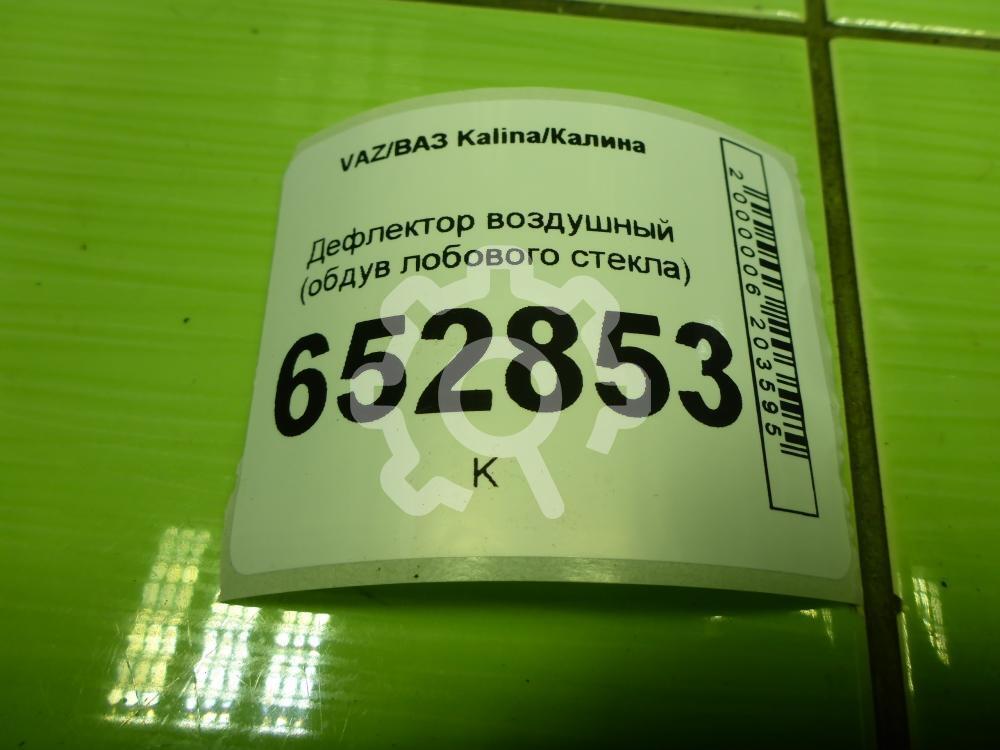 VAZ/ВАЗ Kalina/Калина
Дефлектор воздушный
(обдув лобового стекла)
652853
К
2000006203595